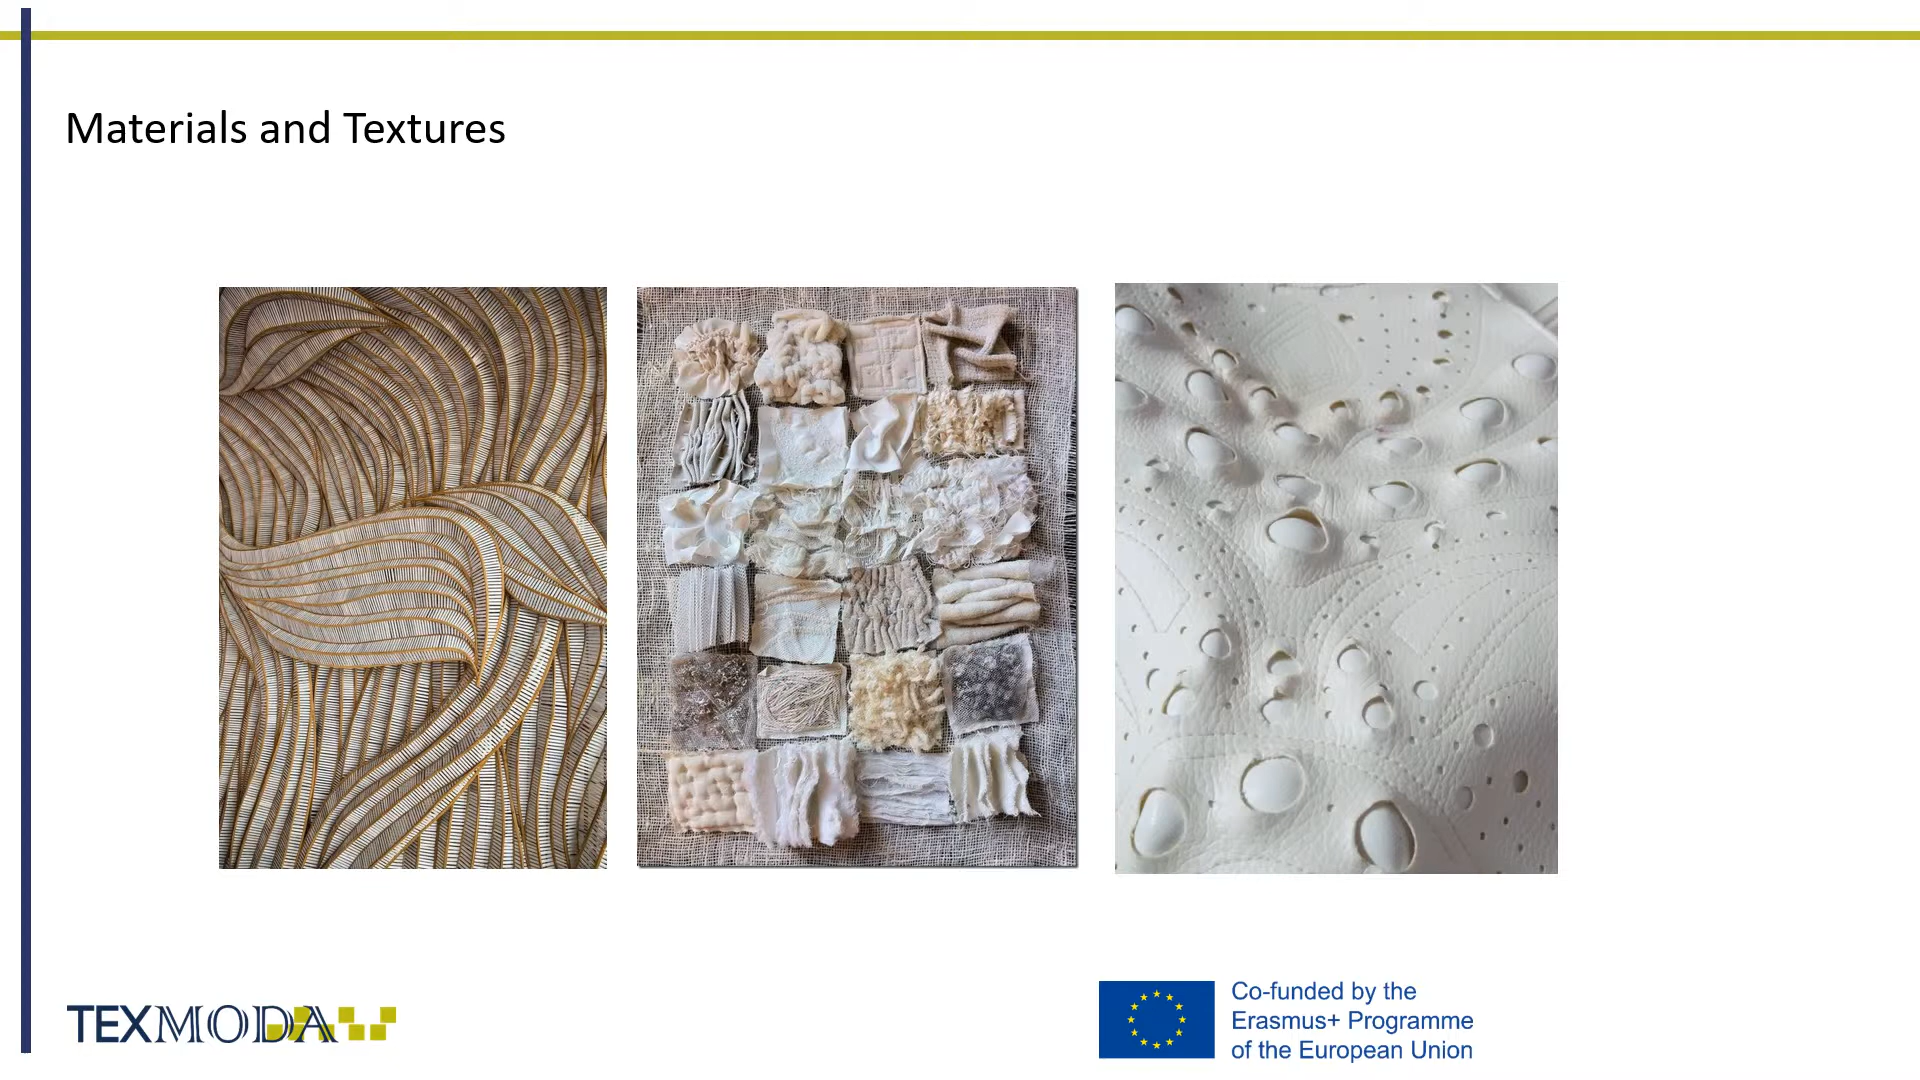 Materials and Textures
TEXMODA
Co-funded by the
Erasmus+ Programme
of the European Union